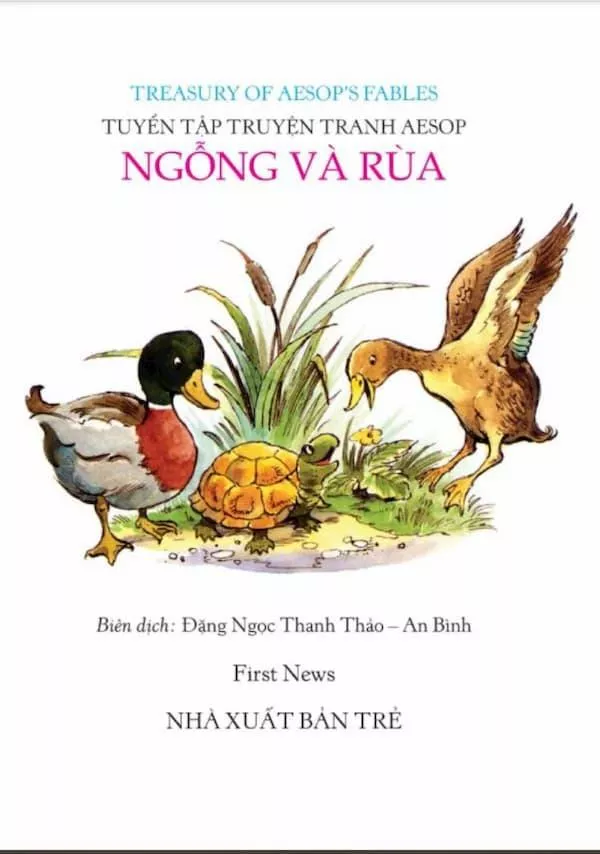 TREASURY OF AESOP'S FABLES
TUYỂN TẬP TRUYỆN TRANH AESOP
NGỖNG VÀ RÙA
Biên dịch: Đặng Ngọc Thanh Thảo – An Bình
First News
NHÀ XUẤT BẢN TRẺ